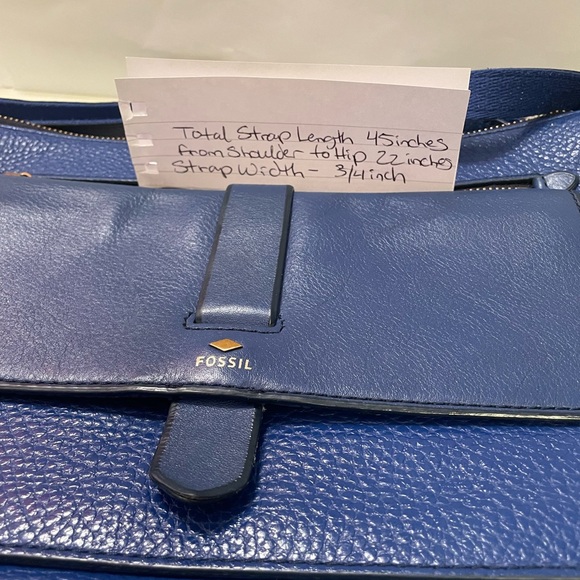 Total Strap Length 45inches
from Shoulder to Hip 22 inches
Strap Width - 3/4 inch
FOSSIL